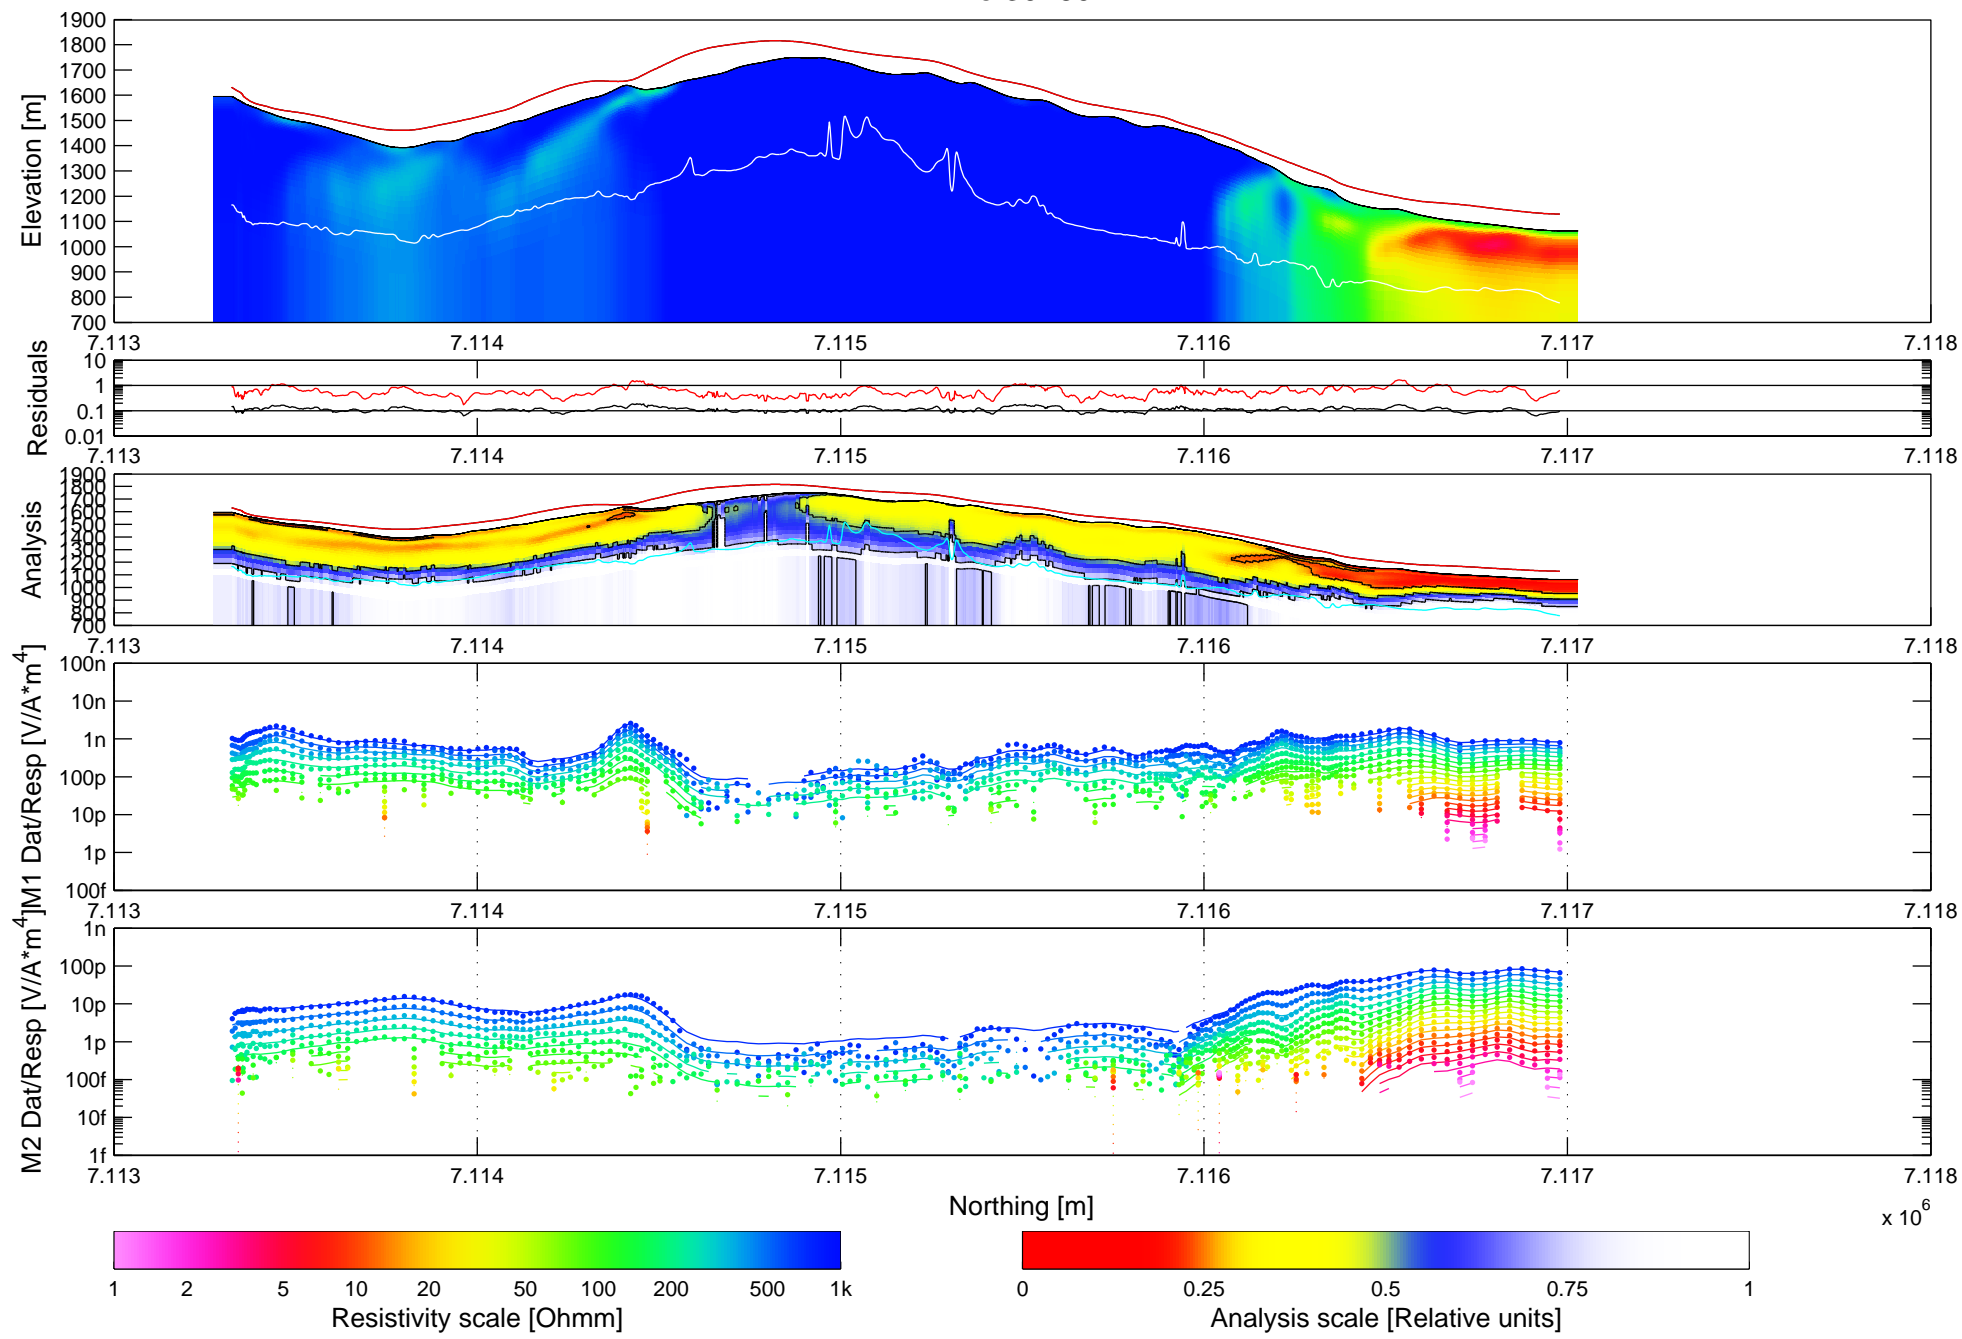 1900
1800
1700
1600
1500
1400
1300
1200
1100
1000
900
800
700
Elevation [m]
7.113 7.114 7.115 7.116 7.117 7.118
10
1
0.1
0.01
Residuals
7.113 7.114 7.115 7.116 7.117 7.118
1900
1800
1700
1600
1500
1400
1300
1200
1100
1000
900
800
700
Analysis
7.113 7.114 7.115 7.116 7.117 7.118
100n
10n
1n
100p
10p
1p
100f
M1 Dat/Resp [V/A*m^4]
7.113 7.114 7.115 7.116 7.117 7.118
1n
100p
10p
1p
100f
10f
1f
M2 Dat/Resp [V/A*m^4]
7.113 7.114 7.115 7.116 7.117 7.118
Northing [m]
x 10^6
1 2 5 10 20 50 100 200 500 1k
Resistivity scale [Ohmm]
0 0.25 0.5 0.75 1
Analysis scale [Relative units]